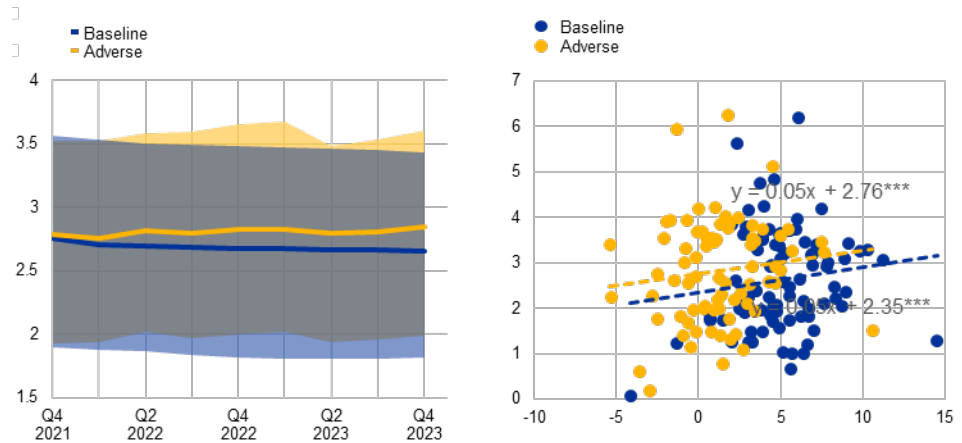 Baseline
Adverse
4
3.5
3
2.5
2
1.5
Q4 Q2 Q4 Q2 Q4
2021 2022 2022 2023 2023
Baseline
Adverse
7
6
5
4
3
2
1
0
y = 0.05x + 2.76***
y = 0.05x + 2.35***
-10 -5 0 5 10 15